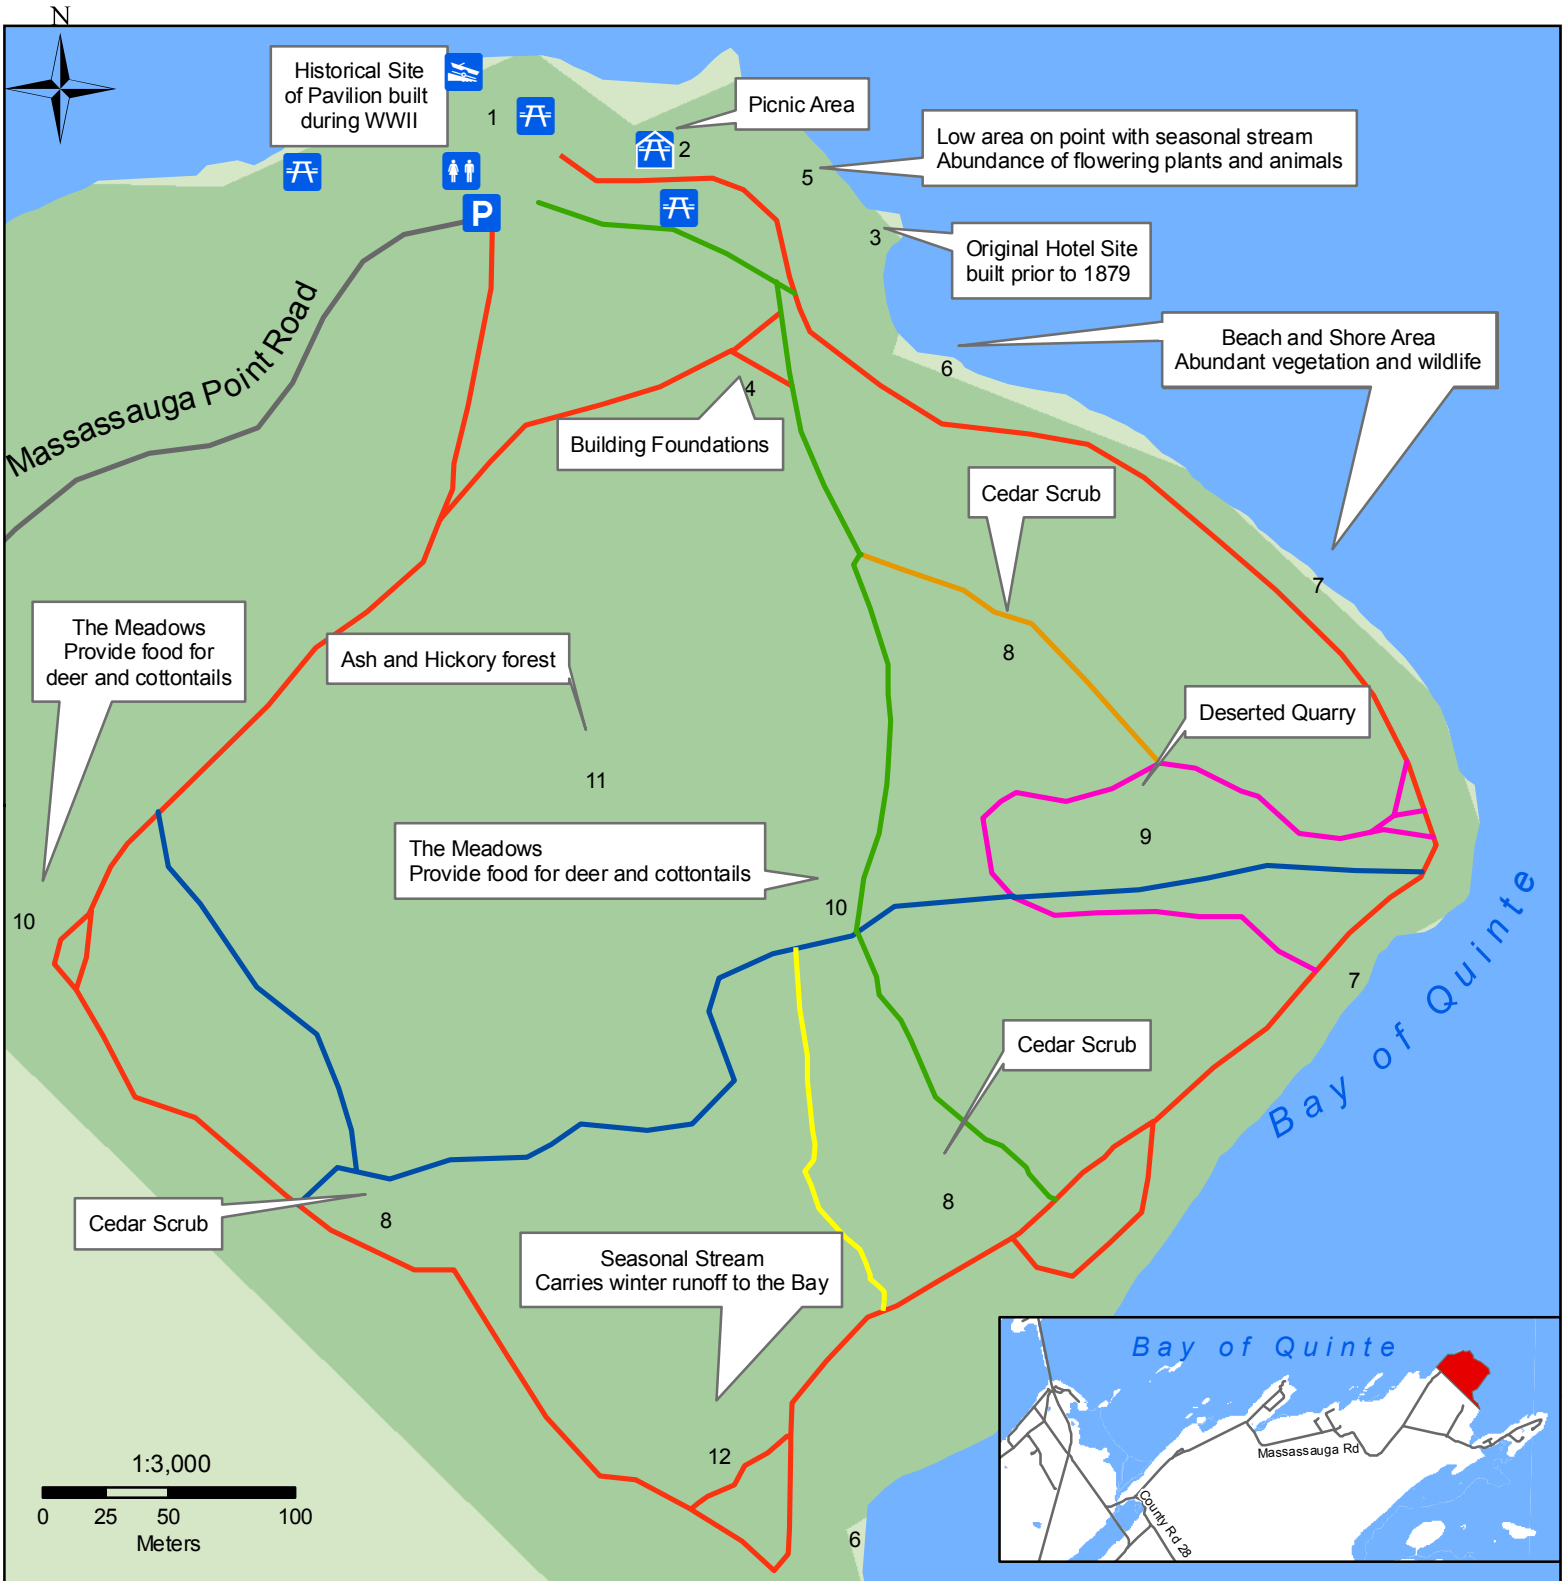 N
Historical Site
of Pavilion built
during WWII
1
Picnic Area
2
Low area on point with seasonal stream
Abundance of flowering plants and animals
5
P
3
Original Hotel Site
built prior to 1879
Massassauga Point Road
Beach and Shore Area
Abundant vegetation and wildlife
6
4
Building Foundations
Cedar Scrub
7
The Meadows
Provide food for
deer and cottontails
Ash and Hickory forest
8
Deserted Quarry
11
9
The Meadows
Provide food for deer and cottontails
10
10
7
Bay of Quinte
Cedar Scrub
8
Cedar Scrub
8
Seasonal Stream
Carries winter runoff to the Bay
12
6
1:3,000
0 25 50 100
Meters
Bay of Quinte
Massassauga Rd
County Rd 28